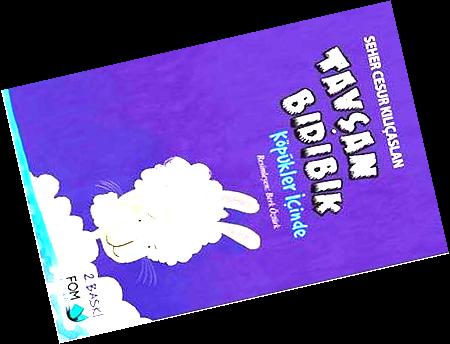 SEHER CESUR KILIÇASLAN
TAVŞAN
BIDIBIK
Köpükler İçinde
Resimleyen: Berk Öztürk
2. BASKI
FOM